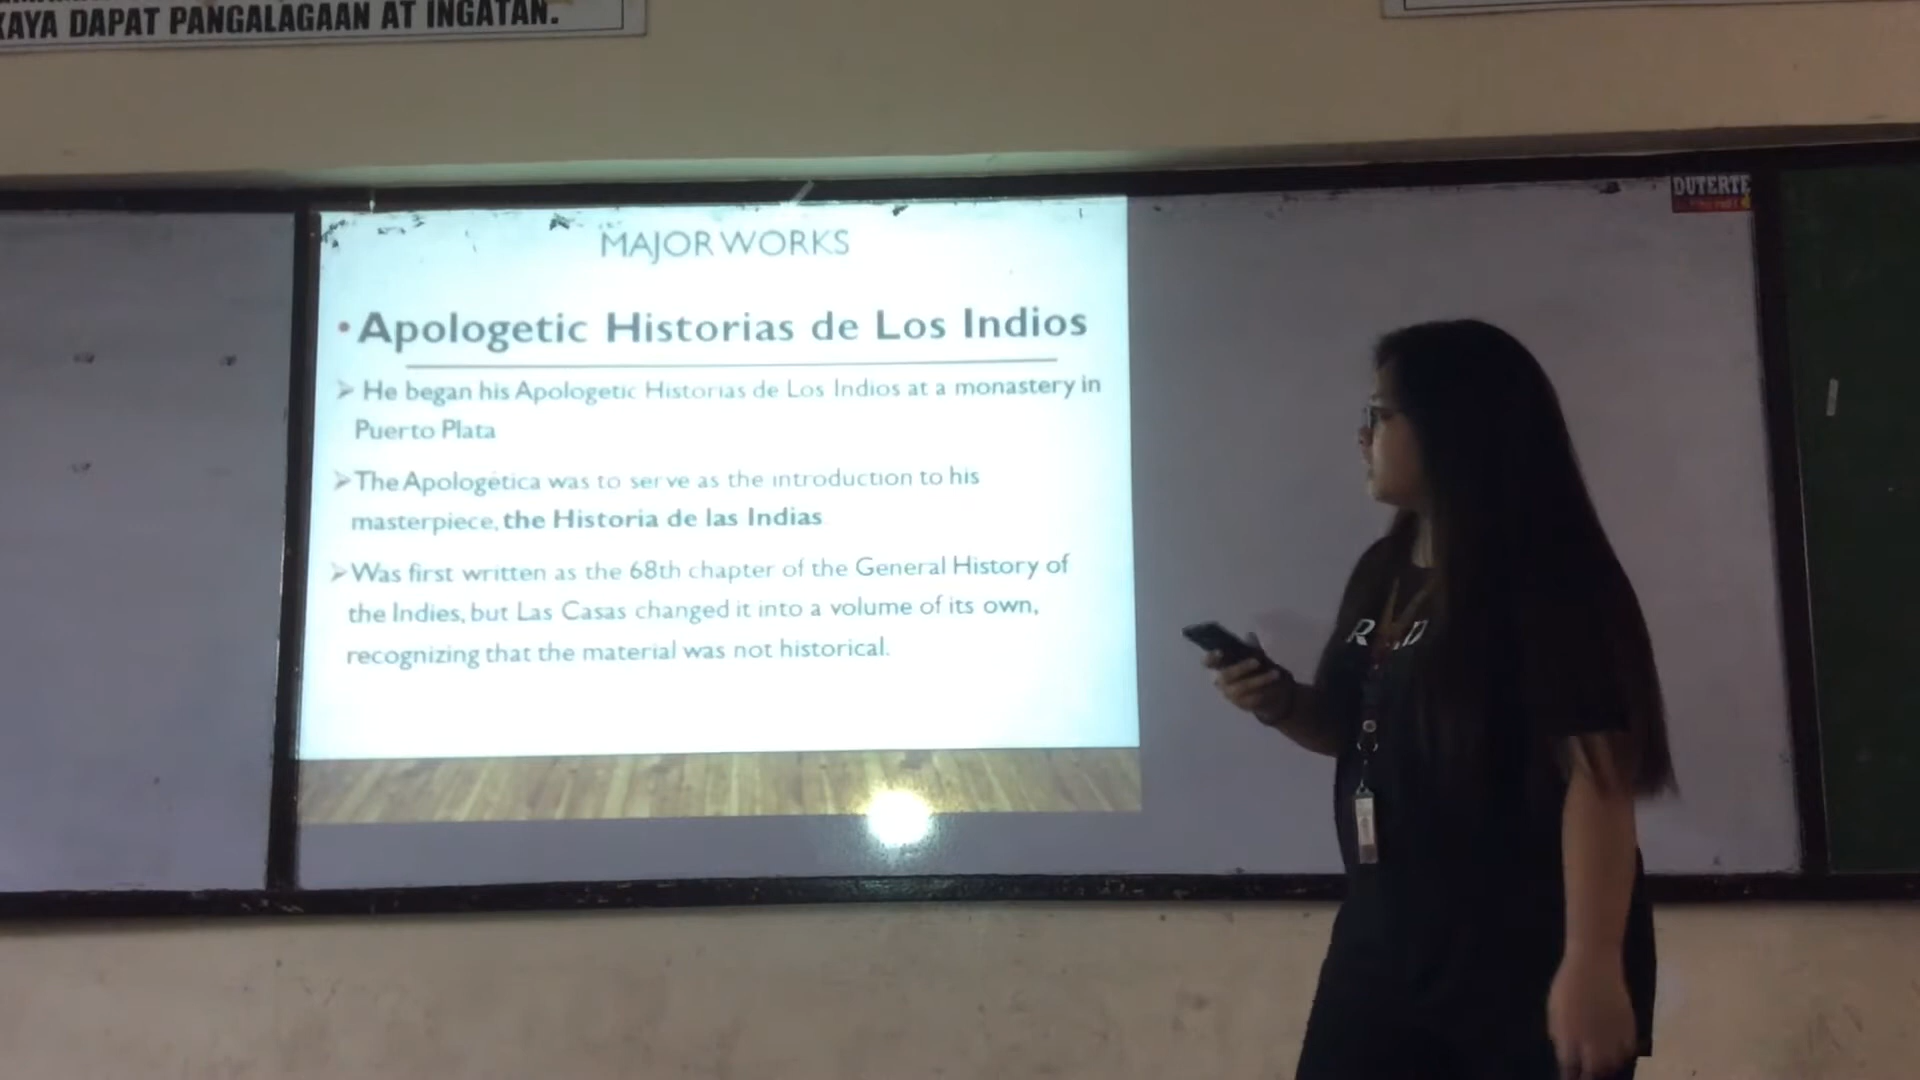 KAYA DAPAT PANGALAGAAN AT INGATAN.
DUTERTE
MAJOR WORKS
• Apologetic Historias de Los Indios
➢ He began his Apologetic Historias de Los Indios at a monastery in
Puerto Plata
➢ The Apologética was to serve as the introduction to his
masterpiece, the Historia de las Indias
➢ Was first written as the 68th chapter of the General History of
the Indies, but Las Casas changed it into a volume of its own,
recognizing that the material was not historical.